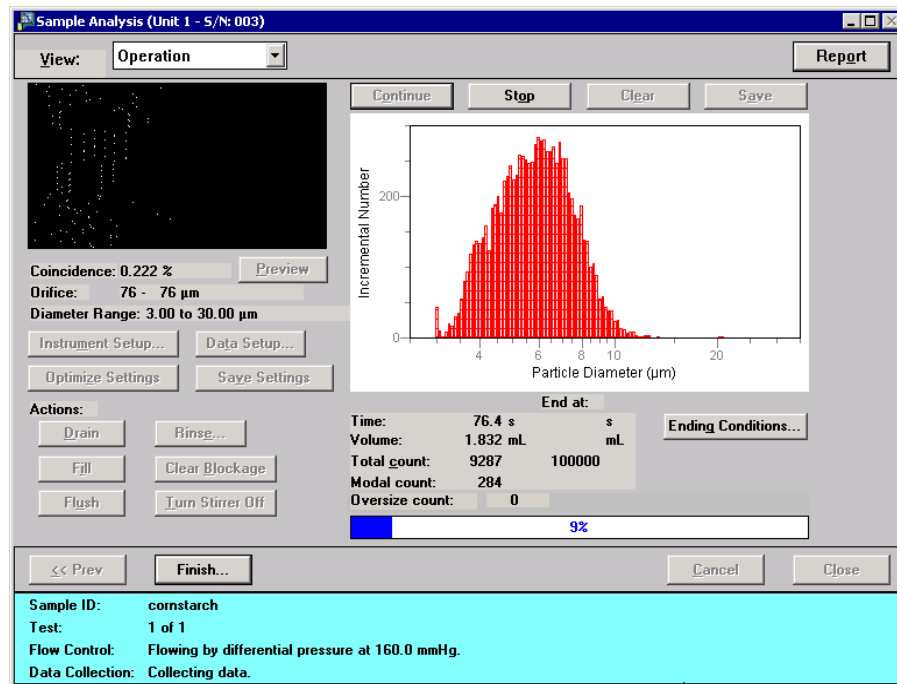 Sample Analysis (Unit 1 - S/N: 003)
View: Operation Report
Continue Stop Clear Save
Incremental Number
200
0
4 6 8 10 20
Particle Diameter (µm)
Coincidence: 0.222 % Preview
Orifice: 76 - 76 µm
Diameter Range: 3.00 to 30.00 µm
Instrument Setup... Data Setup...
Optimize Settings Save Settings
Actions:
Drain Rinse...
Fill Clear Blockage
Flush Turn Stirrer Off
End at:
Time: 76.4 s s
Volume: 1.832 mL mL
Total count: 9287 100000
Modal count: 284
Oversize count: 0
Ending Conditions...
9%
<< Prev Finish... Cancel Close
Sample ID: cornstarch
Test: 1 of 1
Flow Control: Flowing by differential pressure at 160.0 mmHg.
Data Collection: Collecting data.